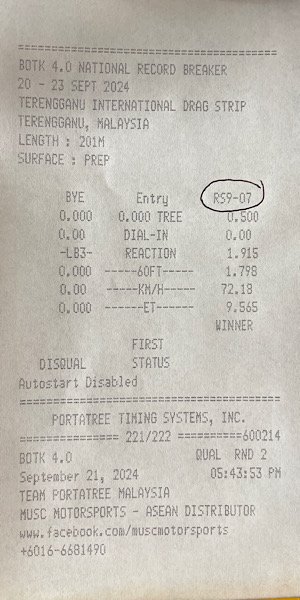 ================================
BOTK 4.0 NATIONAL RECORD BREAKER
20 - 23 SEPT 2024
TERENGGANU INTERNATIONAL DRAG STRIP
TERENGGANU, MALAYSIA
LENGTH : 201M
SURFACE : PREP
BYE Entry RS9-07
0.000 0.000 TREE 0.500
0.00 DIAL-IN 0.00
-LB3- REACTION 1.915
0.000 ------60FT------ 1.798
0.00 ------KM/H------ 72.18
0.000 ------ET------ 9.565
WINNER
FIRST
DISQUAL STATUS
Autostart Disabled
================================
PORTATREE TIMING SYSTEMS, INC.
=============== 221/222 =========600214
BOTK 4.0 QUAL RND 2
September 21, 2024 05:43:53 PM
TEAM PORTATREE MALAYSIA
MUSC MOTORSPORTS - ASEAN DISTRIBUTOR
www.facebook.com/muscmotorsports
+6016-6681490